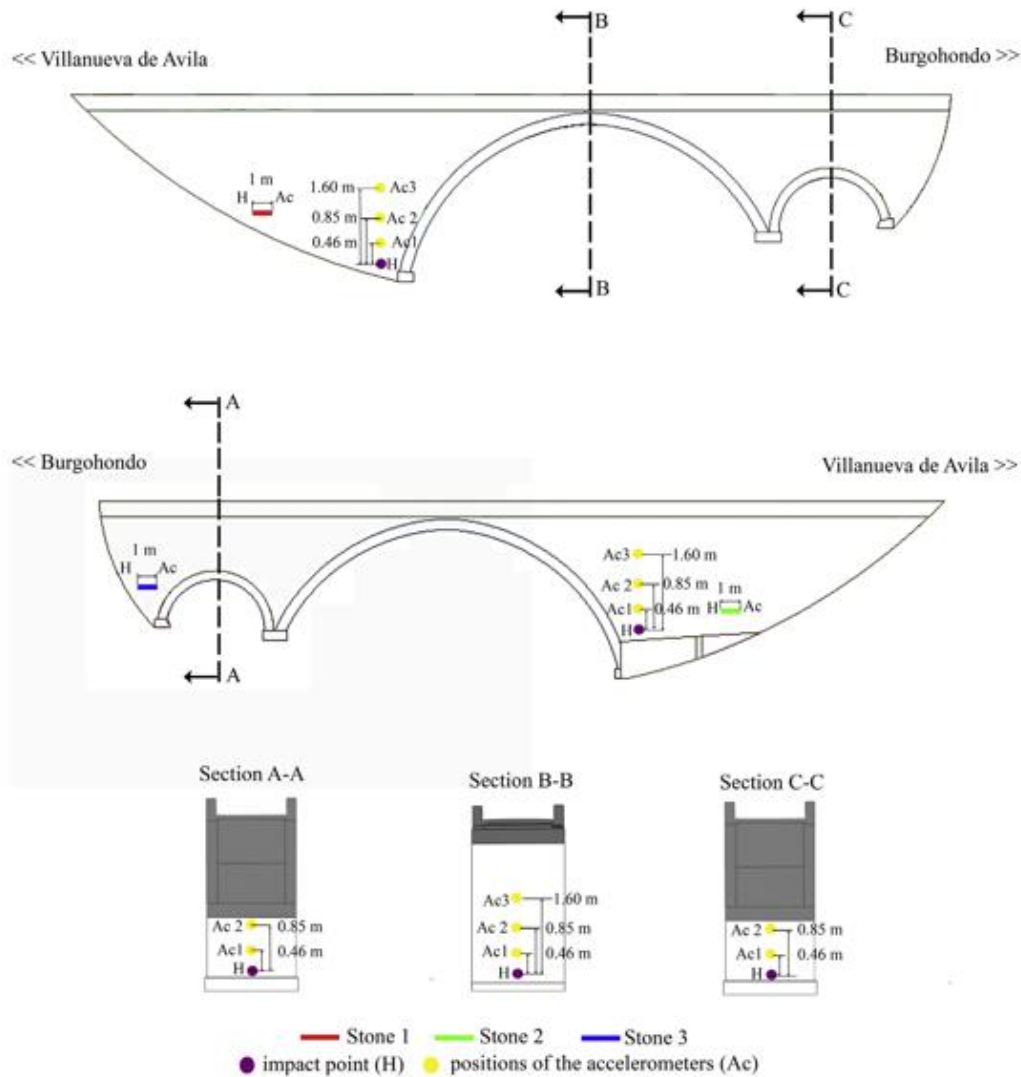 B
C
<< Villanueva de Avila
Burgohondo >>
1 m
H Ac
1.60 m Ac3
0.85 m Ac 2
0.46 m Ac1
H
B
C
A
<< Burgohondo
Villanueva de Avila >>
1 m
H Ac
Ac3 1.60 m
Ac 2 0.85 m
1 m
Ac1 0.46 m H Ac
H
A
Section A-A
Section B-B
Section C-C
Ac 2 0.85 m
Ac1 0.46 m
H
Ac3 1.60 m
Ac 2 0.85 m
Ac1 0.46 m
H
Ac 2 0.85 m
Ac1 0.46 m
H
Stone 1 Stone 2 Stone 3
impact point (H) positions of the accelerometers (Ac)